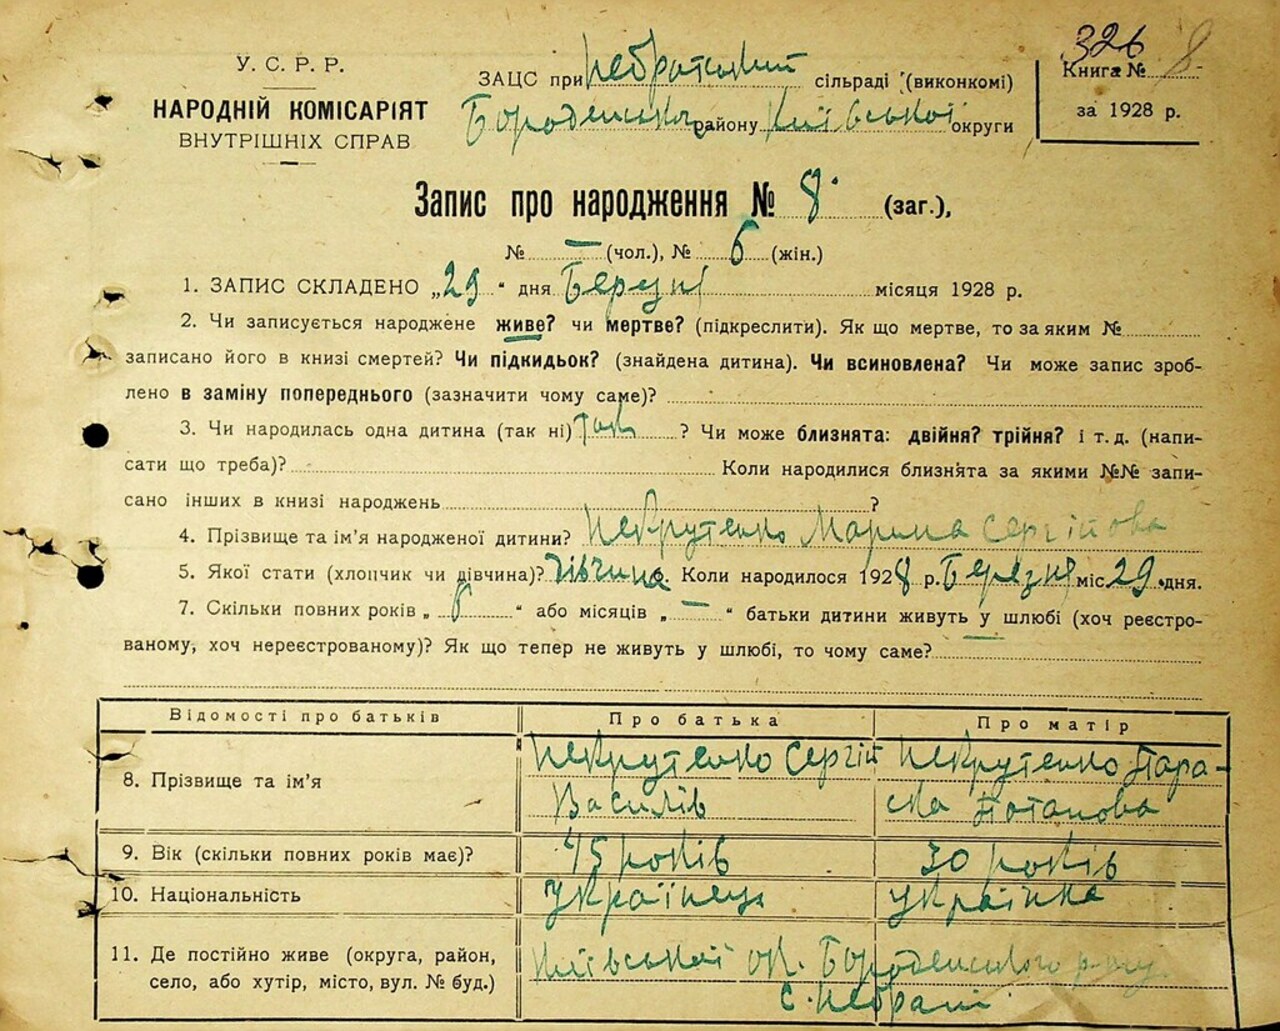 326
У. С. Р. Р.
НАРОДНІЙ КОМІСАРІЯТ
ВНУТРІШНІХ СПРАВ
ЗАЦС при Небратский сільраді (виконкомі)
Бородянського району Київської округи
Книга № 8
за 1928 р.
Запис про народження № 8 (заг.),
№ — (чол.), № 6 (жін.)
1. ЗАПИС СКЛАДЕНО „29“ дня Березня місяця 1928 р.
2. Чи записується народжене живе? чи мертве? (підкреслити). Як що мертве, то за яким №
записано його в книзі смертей? Чи підкидьок? (знайдена дитина). Чи всиновлена? Чи може запис зроб-
лено в заміну попереднього (зазначити чому саме)?
3. Чи народилась одна дитина (так ні) так ? Чи може близнята: двійня? трійня? і т. д. (напи-
сати що треба)? Коли народилися близнята за якими №№ запи-
сано інших в книзі народжень ?
4. Прізвище та ім’я народженої дитини? Некрутенко Марина Сергійова
5. Якої стати (хлопчик чи дівчина)? дівчина. Коли народилося 1928 р. Березня міс. 29 дня.
7. Скільки повних років „ 6 “ або місяців „ — “ батьки дитини живуть у шлюбі (хоч реєстро-
ваному, хоч нереєстрованому)? Як що тепер не живуть у шлюбі, то чому саме?
Відомості про батьків Про батька Про матір
8. Прізвище та ім’я Некрутенко Сергій Некрутенко Пара-
Василів ска Потапова
9. Вік (скільки повних років має)? 45 років 30 років
10. Національність Українець Українка
11. Де постійно живе (округа, район, Київської ок. Бородянського р-ну
село, або хутір, місто, вул. № буд.) с. Небрат